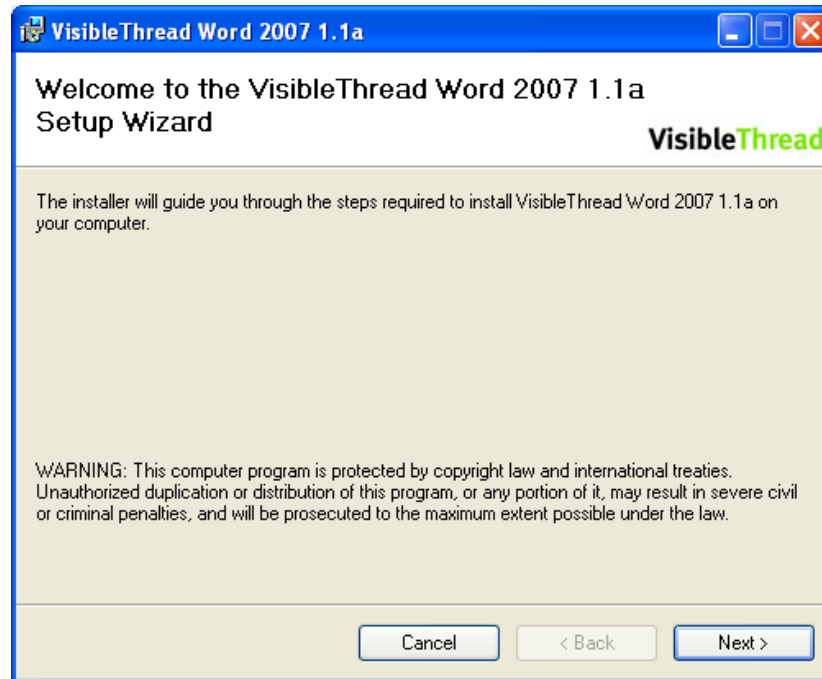 VisibleThread Word 2007 1.1a
Welcome to the VisibleThread Word 2007 1.1a
Setup Wizard
VisibleThread
The installer will guide you through the steps required to install VisibleThread Word 2007 1.1a on
your computer.
WARNING: This computer program is protected by copyright law and international treaties.
Unauthorized duplication or distribution of this program, or any portion of it, may result in severe civil
or criminal penalties, and will be prosecuted to the maximum extent possible under the law.
Cancel < Back Next >